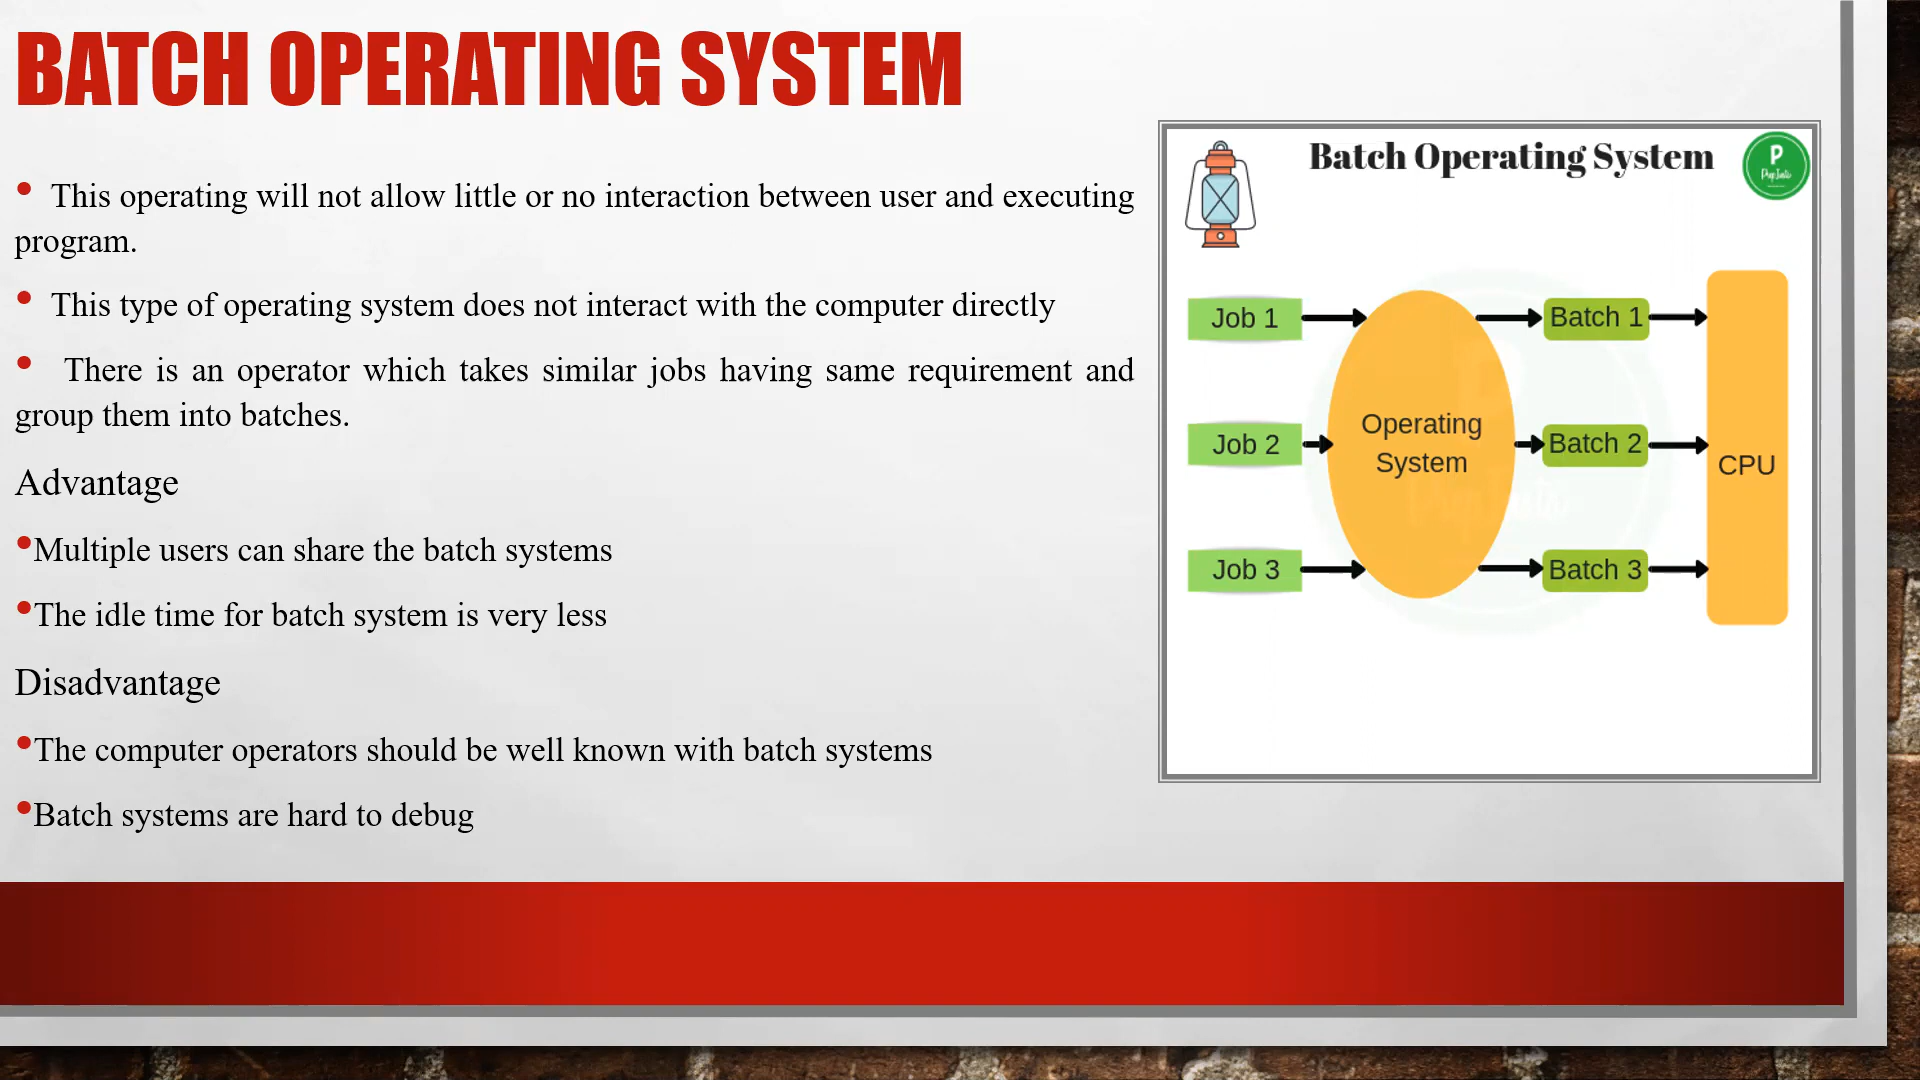 BATCH OPERATING SYSTEM
• This operating will not allow little or no interaction between user and executing
program.
• This type of operating system does not interact with the computer directly
• There is an operator which takes similar jobs having same requirement and
group them into batches.
Advantage
•Multiple users can share the batch systems
•The idle time for batch system is very less
Disadvantage
•The computer operators should be well known with batch systems
•Batch systems are hard to debug
Batch Operating System
P
Job 1
Batch 1
Operating
System
Job 2
Batch 2
CPU
Job 3
Batch 3